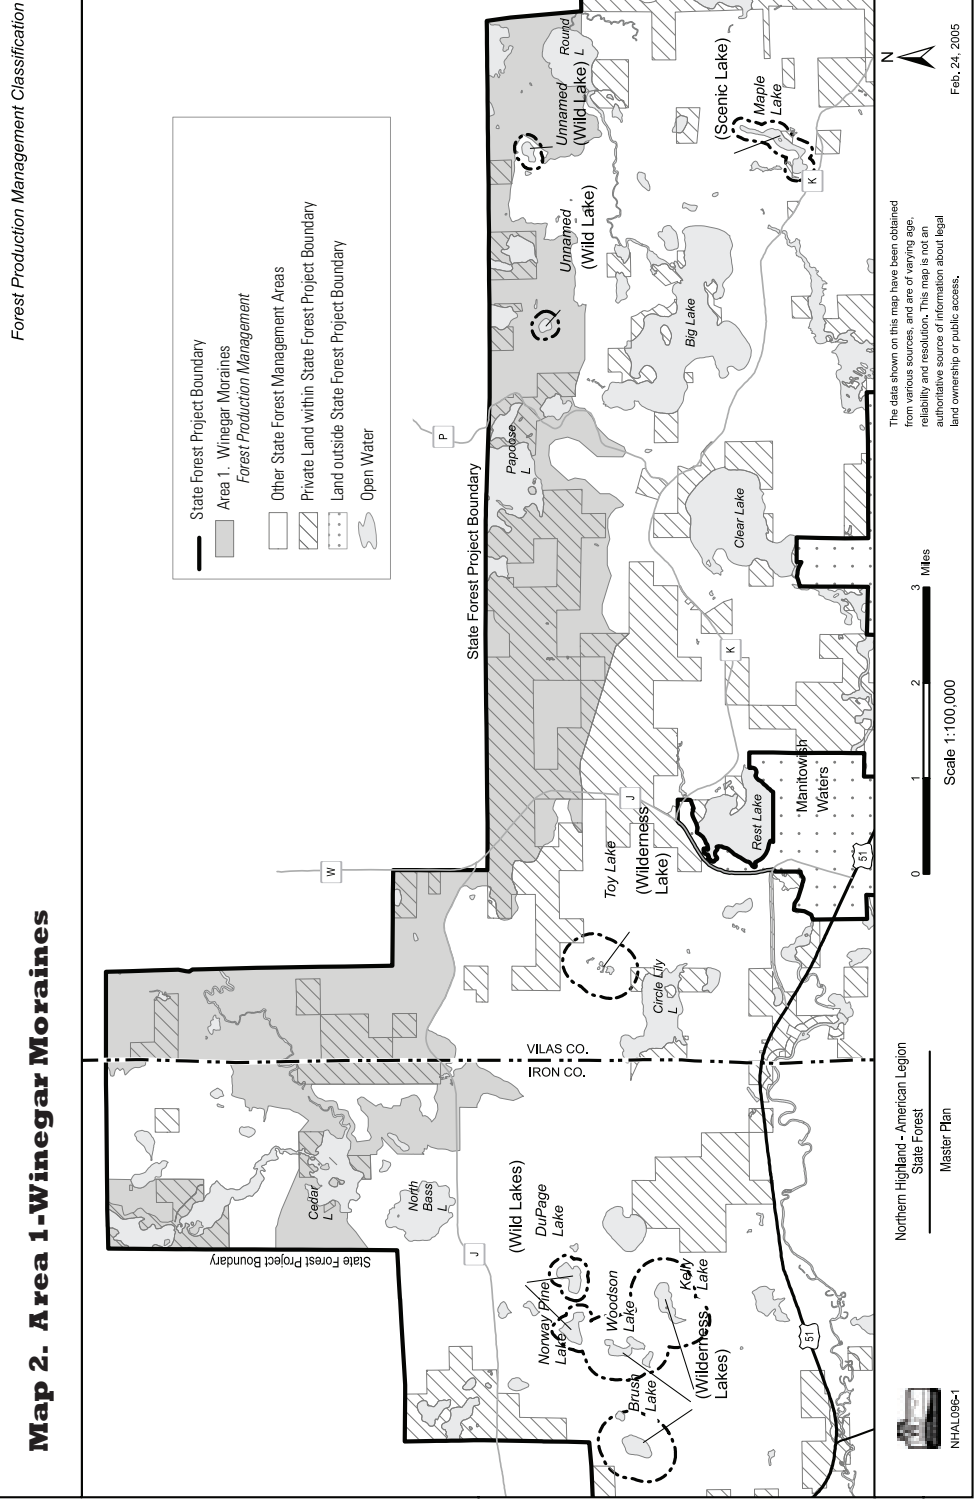 Forest Production Management Classification
Map 2. Area 1-Winegar Moraines
State Forest Project Boundary
Area 1. Winegar Moraines
Forest Production Management
Other State Forest Management Areas
Private Land within State Forest Project Boundary
Land outside State Forest Project Boundary
Open Water
W
P
State Forest Project Boundary
State Forest Project Boundary
Cedar
L
North
Bass
L
J
(Wild Lakes)
DuPage
Lake
Norway Pine
Lake
Woodson
Lake
Kelly
Lake
Brush
Lake
(Wilderness
Lakes)
VILAS CO.
IRON CO.
Toy Lake
(Wilderness
Lake)
Circle Lily
L
J
Papoose
L
Unnamed
(Wild Lake)
Unnamed
(Wild Lake)
Round
L
Big Lake
Clear Lake
(Scenic Lake)
Maple
Lake
K
K
Rest Lake
Manitowish
Waters
51
51
N
Feb. 24, 2005
The data shown on this map have been obtained
from various sources, and are of varying age,
reliability and resolution. This map is not an
authoritative source of information about legal
land ownership or public access.
0 1 2 3 Miles
Scale 1:100,000
Northern Highland - American Legion
State Forest
Master Plan
NHAL096-1